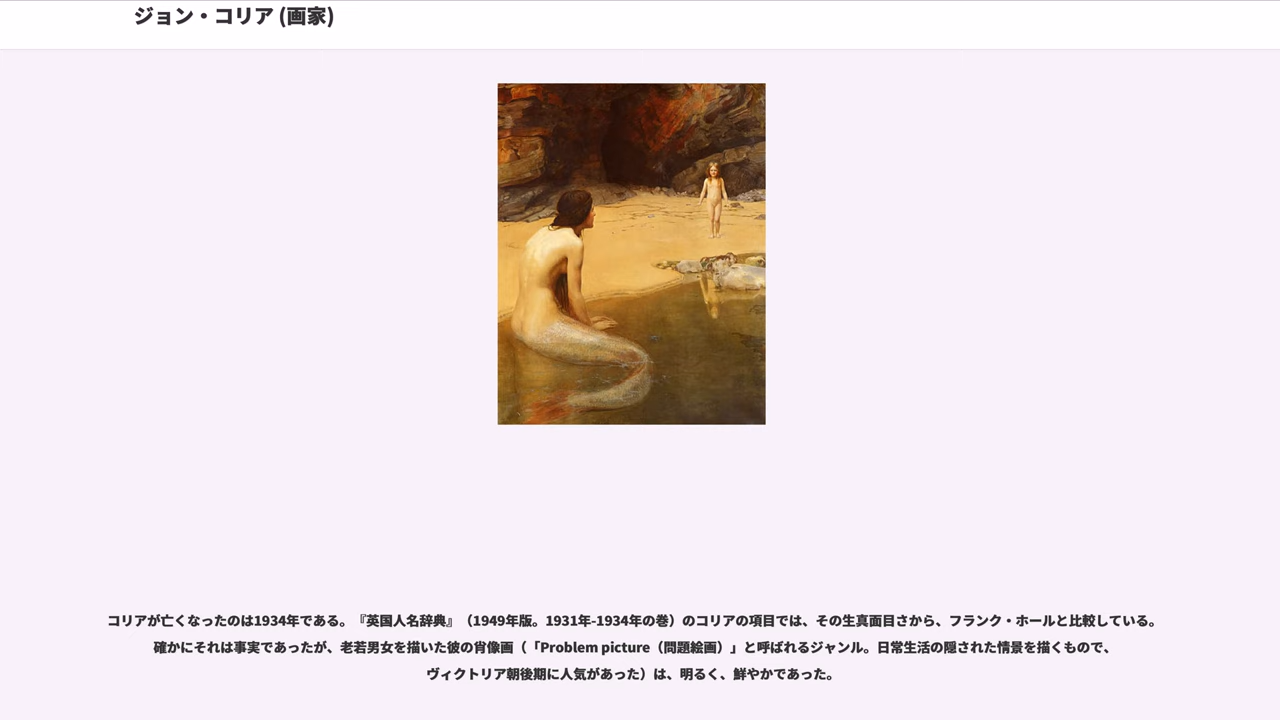 ジョン・コリア (画家)
コリアが亡くなったのは1934年である。『英国人名辞典』（1949年版。1931年-1934年の巻）のコリアの項目では、その生真面目さから、フランク・ホールと比較している。
確かにそれは事実であったが、老若男女を描いた彼の肖像画（「Problem picture（問題絵画）」と呼ばれるジャンル。日常生活の隠された情景を描くもので、
ヴィクトリア朝後期に人気があった）は、明るく、鮮やかであった。